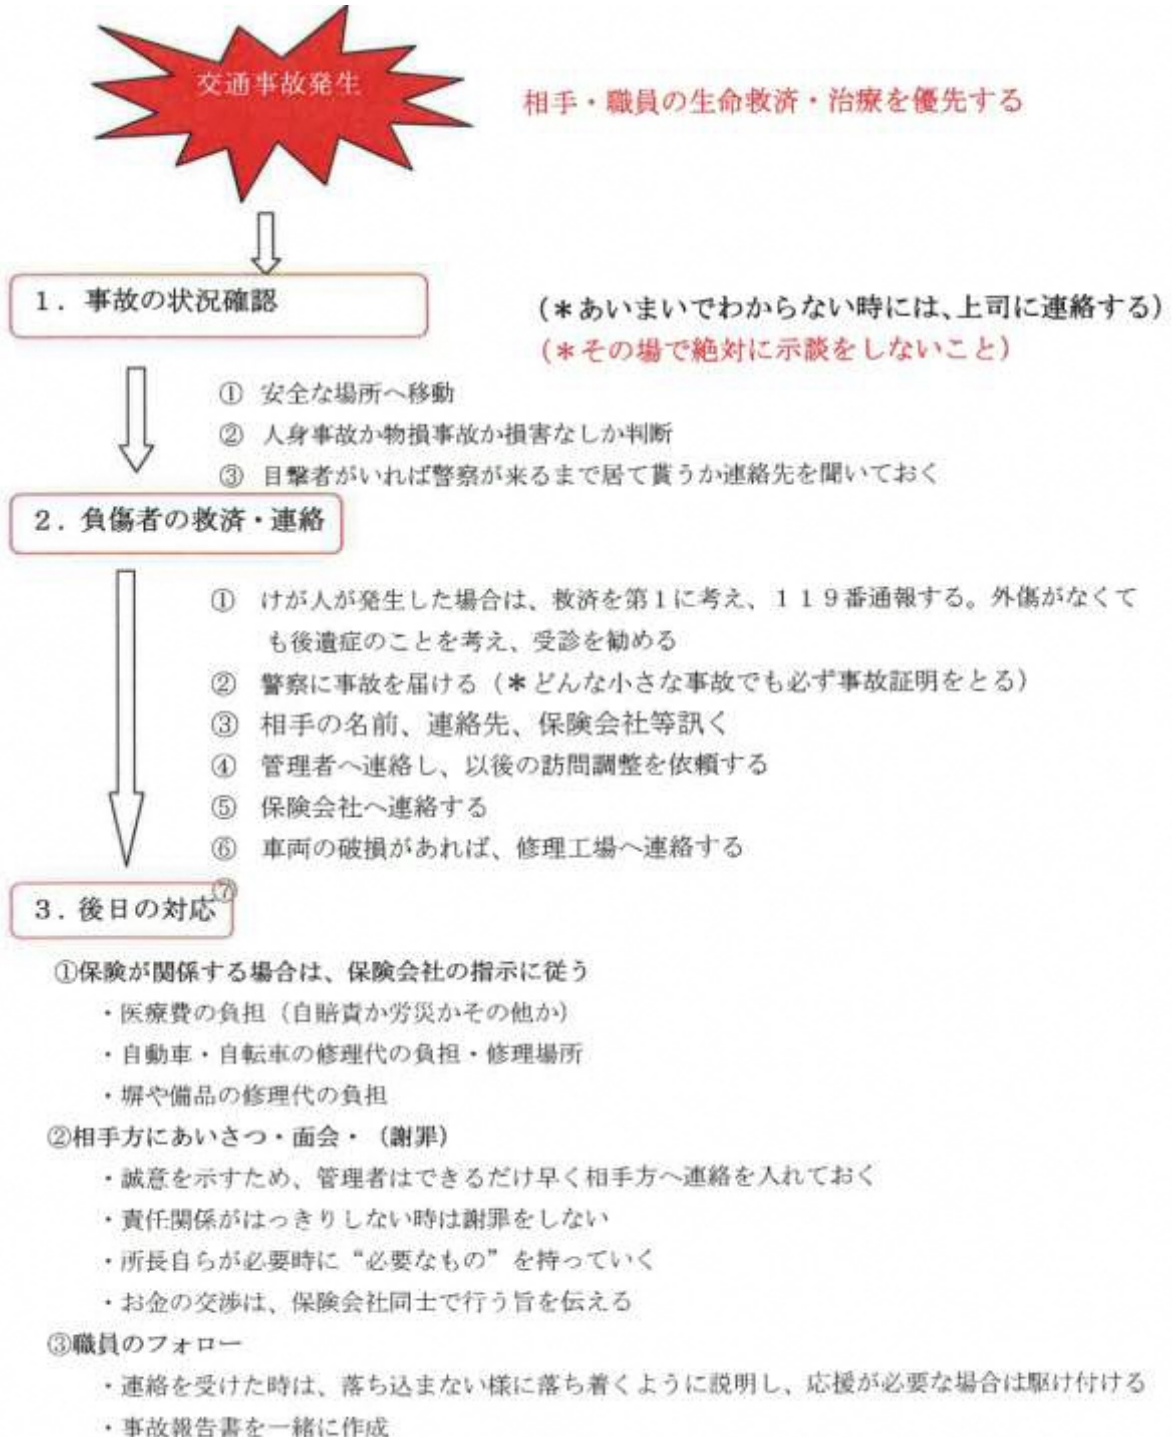 交通事故発生
相手・職員の生命救済・治療を優先する
1．事故の状況確認
(＊あいまいでわからない時には、上司に連絡する)
(＊その場で絶対に示談をしないこと)
① 安全な場所へ移動
② 人身事故か物損事故か損害なしか判断
③ 目撃者がいれば警察が来るまで居て貰うか連絡先を聞いておく
2．負傷者の救済・連絡
① けが人が発生した場合は、救済を第１に考え、１１９番通報する。外傷がなくて
も後遺症のことを考え、受診を勧める
② 警察に事故を届ける（＊どんな小さな事故でも必ず事故証明をとる）
③ 相手の名前、連絡先、保険会社等訊く
④ 管理者へ連絡し、以後の訪問調整を依頼する
⑤ 保険会社へ連絡する
⑥ 車両の破損があれば、修理工場へ連絡する
⑦
3．後日の対応
①保険が関係する場合は、保険会社の指示に従う
・医療費の負担（自賠責か労災かその他か）
・自動車・自転車の修理代の負担・修理場所
・塀や備品の修理代の負担
②相手方にあいさつ・面会・（謝罪）
・誠意を示すため、管理者はできるだけ早く相手方へ連絡を入れておく
・責任関係がはっきりしない時は謝罪をしない
・所長自らが必要時に“必要なもの”を持っていく
・お金の交渉は、保険会社同士で行う旨を伝える
③職員のフォロー
・連絡を受けた時は、落ち込まない様に落ち着くように説明し、応援が必要な場合は駆け付ける
・事故報告書を一緒に作成